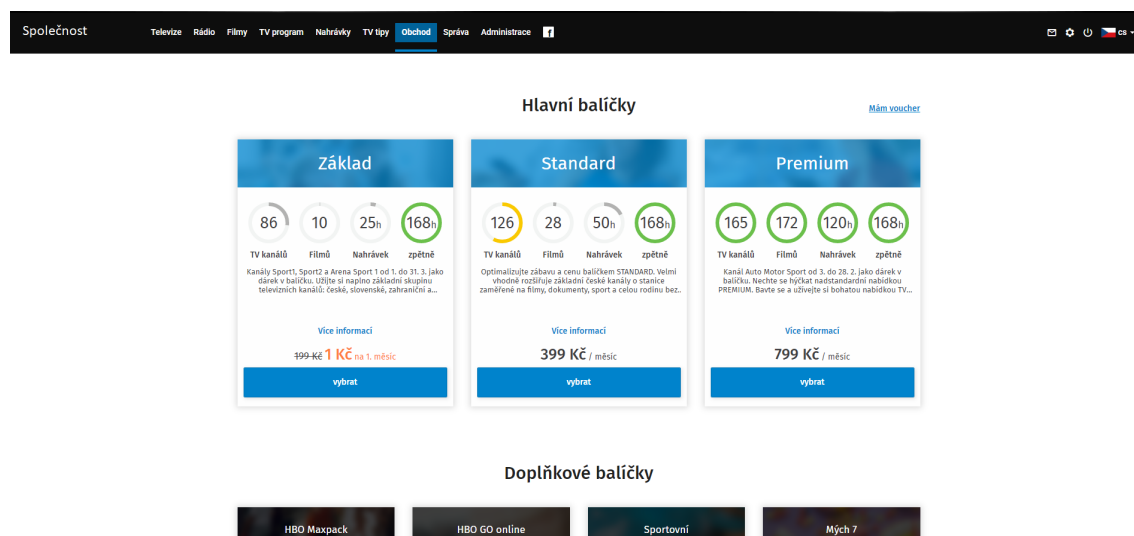 Společnost
Televize Rádio Filmy TV program Nahrávky TV tipy Obchod Správa Administrace f
cs
Hlavní balíčky
Mám voucher
Základ
86 10 25h 168h
TV kanálů Filmů Nahrávek zpětně
Kanály Sport1, Sport2 a Arena Sport 1 od 1. do 31. 3. jako
dárek v balíčku. Užijte si naplno základní skupinu
televizních kanálů: české, slovenské, zahraniční a...
Více informací
199 Kč 1 Kč na 1. měsíc
vybrat
Standard
126 28 50h 168h
TV kanálů Filmů Nahrávek zpětně
Optimalizujte zábavu a cenu balíčkem STANDARD. Velmi
vhodně rozšiřuje základní české kanály o stanice
zaměřené na filmy, dokumenty, sport a celou rodinu bez..
Více informací
399 Kč / měsíc
vybrat
Premium
165 172 120h 168h
TV kanálů Filmů Nahrávek zpětně
Kanál Auto Motor Sport od 3. do 28. 2. jako dárek v
balíčku. Nechte se hýčkat nadstandardní nabídkou
PREMIUM. Bavte se a užívejte si bohatou nabídkou TV...
Více informací
799 Kč / měsíc
vybrat
Doplňkové balíčky
HBO Maxpack
HBO GO online
Sportovní
Mých 7